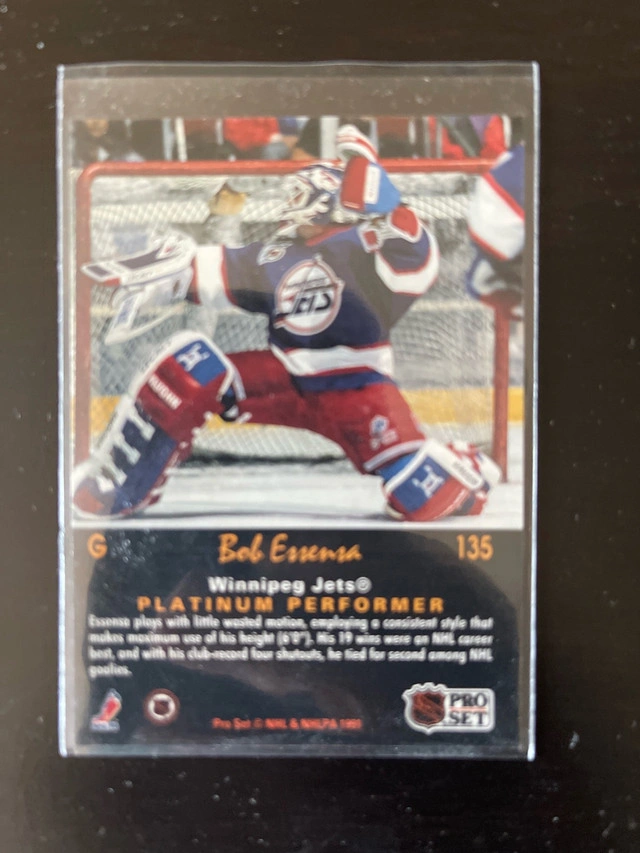 JETS
VAUGHN
G Bob Essensa 135
Winnipeg Jets®
PLATINUM PERFORMER
Essensa plays with little wasted motion, employing a consistent style that
makes maximum use of his height (6'0"). His 19 wins were an NHL career
best, and with his club-record four shutouts, he tied for second among NHL
goalies.
Pro Set © NHL & NHLPA 1991
PRO
SET